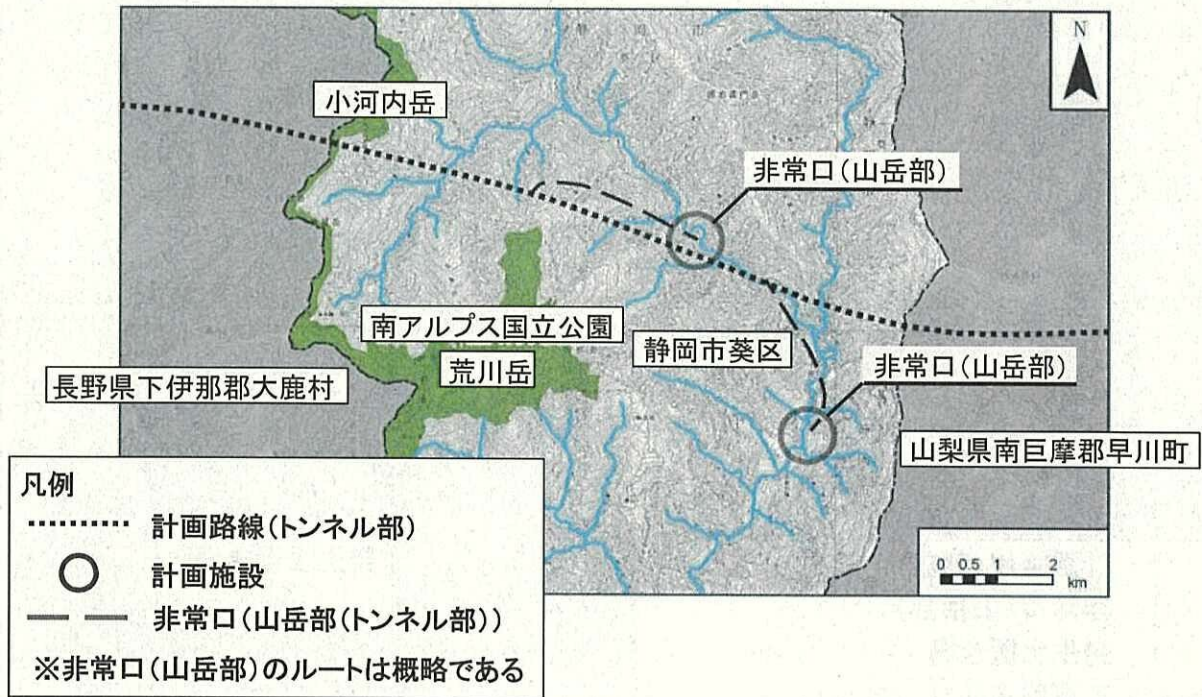 N
静岡市
小河内岳
非常口(山岳部)
南アルプス国立公園
静岡市葵区
荒川岳
非常口(山岳部)
長野県下伊那郡大鹿村
山梨県南巨摩郡早川町
凡例
計画路線(トンネル部)
計画施設
非常口(山岳部(トンネル部))
※非常口(山岳部)のルートは概略である
0 0.5 1 2
km